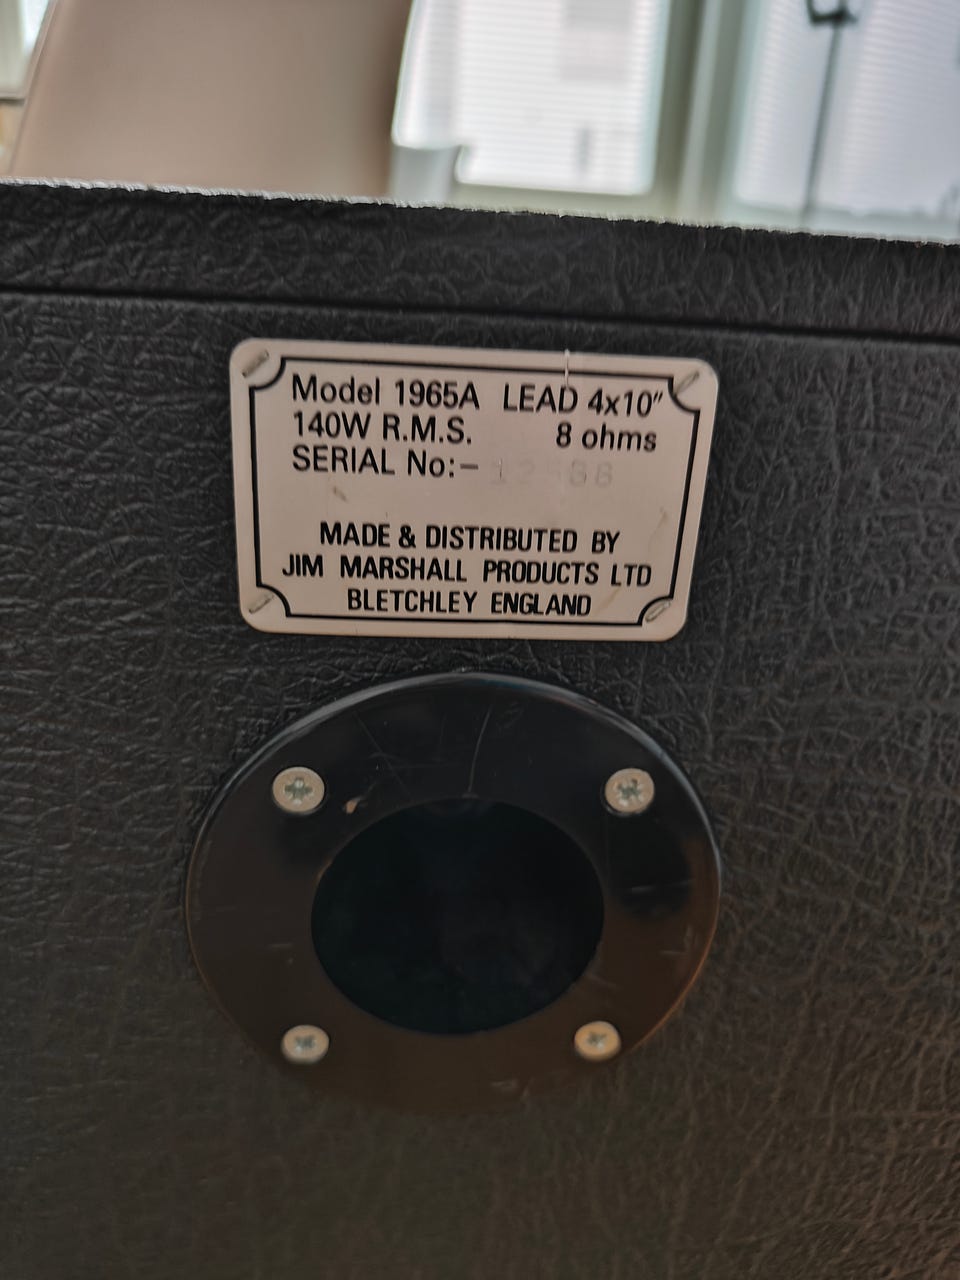 Model 1965A LEAD 4x10"
140W R.M.S. 8 ohms
SERIAL No:-
MADE & DISTRIBUTED BY
JIM MARSHALL PRODUCTS LTD
BLETCHLEY ENGLAND